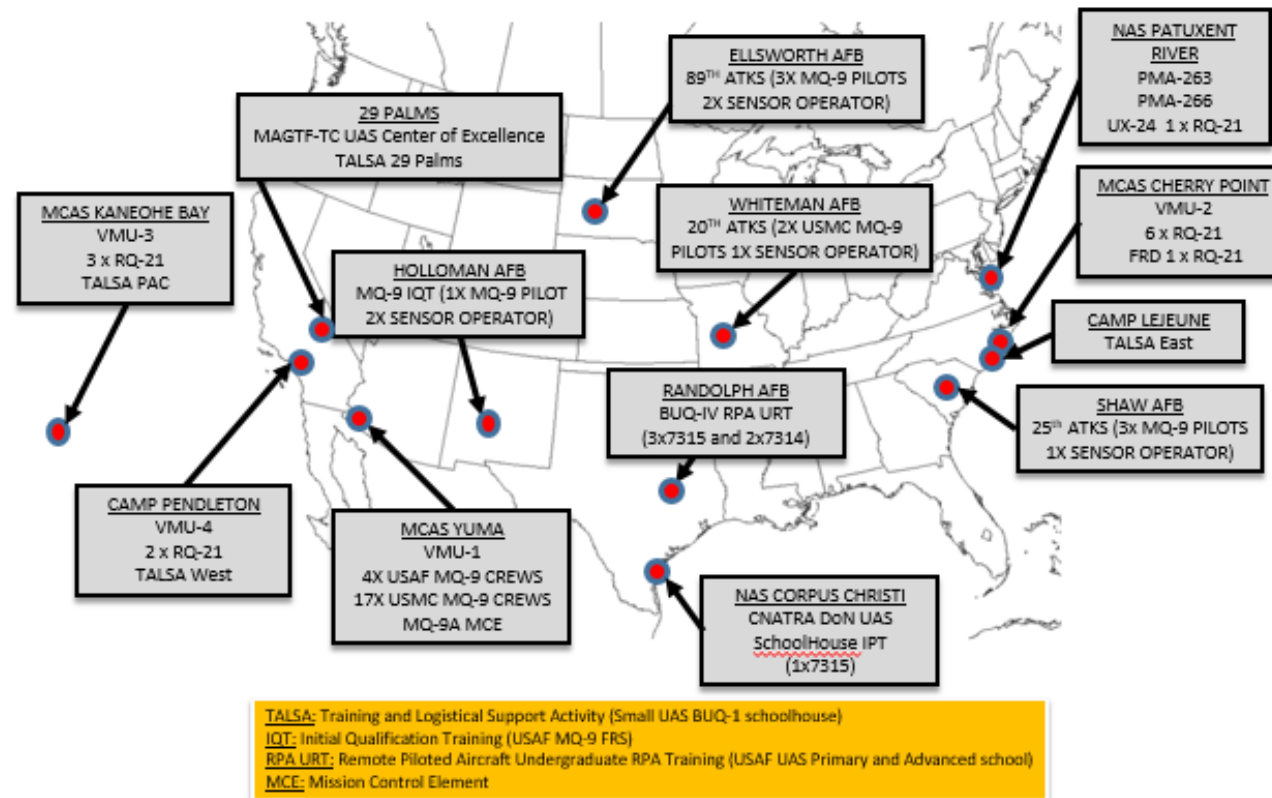 ELLSWORTH AFB
89TH ATKS (3X MQ-9 PILOTS
2X SENSOR OPERATOR)
NAS PATUXENT
RIVER
PMA-263
PMA-266
UX-24 1 x RQ-21
29 PALMS
MAGTF-TC UAS Center of Excellence
TALSA 29 Palms
MCAS KANEOHE BAY
VMU-3
3 x RQ-21
TALSA PAC
WHITEMAN AFB
20TH ATKS (2X USMC MQ-9
PILOTS 1X SENSOR OPERATOR)
MCAS CHERRY POINT
VMU-2
6 x RQ-21
FRD 1 x RQ-21
HOLLOMAN AFB
MQ-9 IQT (1X MQ-9 PILOT
2X SENSOR OPERATOR)
CAMP LEJEUNE
TALSA East
RANDOLPH AFB
BUQ-IV RPA URT
(3x7315 and 2x7314)
SHAW AFB
25th ATKS (3x MQ-9 PILOTS
1X SENSOR OPERATOR)
CAMP PENDLETON
VMU-4
2 x RQ-21
TALSA West
MCAS YUMA
VMU-1
4X USAF MQ-9 CREWS
17X USMC MQ-9 CREWS
MQ-9A MCE
NAS CORPUS CHRISTI
CNATRA DoN UAS
SchoolHouse IPT
(1x7315)
TALSA: Training and Logistical Support Activity (Small UAS BUQ-1 schoolhouse)
IQT: Initial Qualification Training (USAF MQ-9 FRS)
RPA URT: Remote Piloted Aircraft Undergraduate RPA Training (USAF UAS Primary and Advanced school)
MCE: Mission Control Element